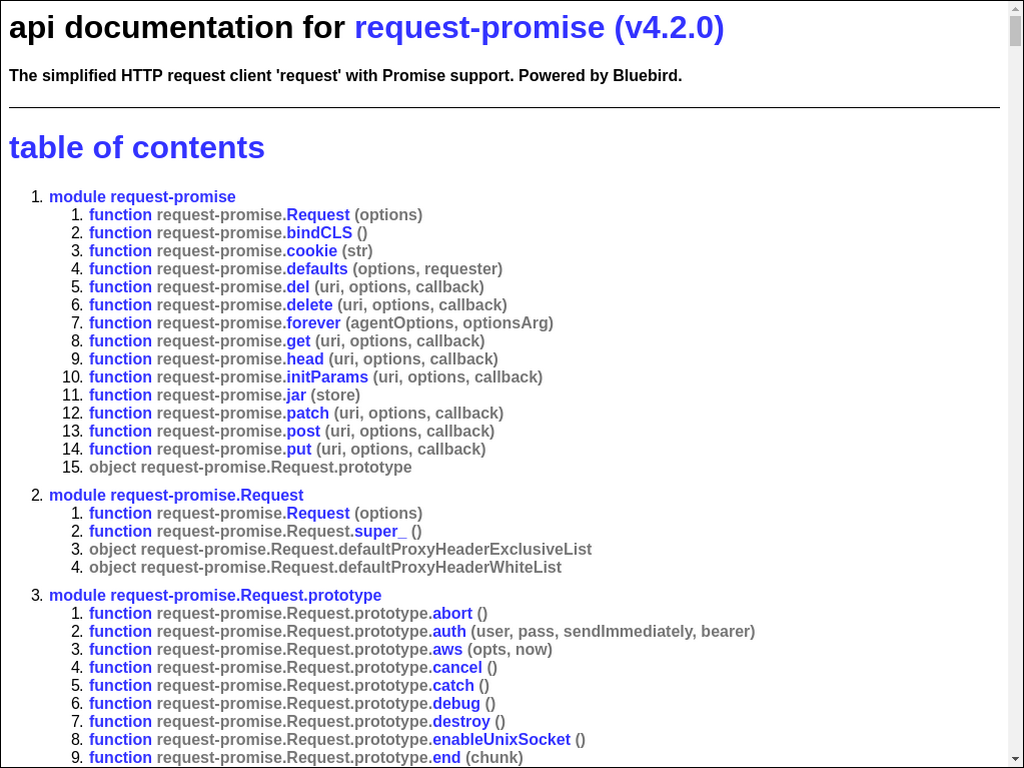 api documentation for request-promise (v4.2.0)
The simplified HTTP request client 'request' with Promise support. Powered by Bluebird.
table of contents
1. module request-promise
1. function request-promise.Request (options)
2. function request-promise.bindCLS ()
3. function request-promise.cookie (str)
4. function request-promise.defaults (options, requester)
5. function request-promise.del (uri, options, callback)
6. function request-promise.delete (uri, options, callback)
7. function request-promise.forever (agentOptions, optionsArg)
8. function request-promise.get (uri, options, callback)
9. function request-promise.head (uri, options, callback)
10. function request-promise.initParams (uri, options, callback)
11. function request-promise.jar (store)
12. function request-promise.patch (uri, options, callback)
13. function request-promise.post (uri, options, callback)
14. function request-promise.put (uri, options, callback)
15. object request-promise.Request.prototype
2. module request-promise.Request
1. function request-promise.Request (options)
2. function request-promise.Request.super_ ()
3. object request-promise.Request.defaultProxyHeaderExclusiveList
4. object request-promise.Request.defaultProxyHeaderWhiteList
3. module request-promise.Request.prototype
1. function request-promise.Request.prototype.abort ()
2. function request-promise.Request.prototype.auth (user, pass, sendImmediately, bearer)
3. function request-promise.Request.prototype.aws (opts, now)
4. function request-promise.Request.prototype.cancel ()
5. function request-promise.Request.prototype.catch ()
6. function request-promise.Request.prototype.debug ()
7. function request-promise.Request.prototype.destroy ()
8. function request-promise.Request.prototype.enableUnixSocket ()
9. function request-promise.Request.prototype.end (chunk)